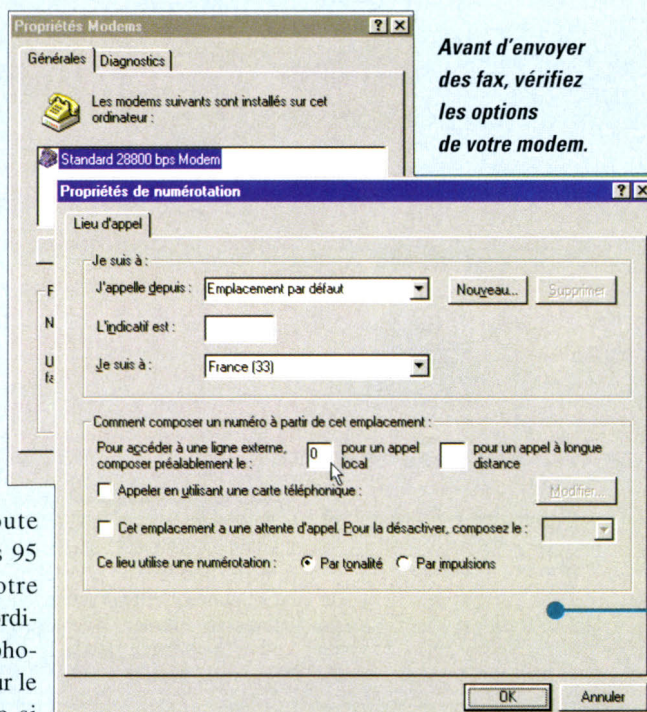 Propriétés Modems
Générales
Diagnostics
Les modems suivants sont installés sur cet
ordinateur :
Standard 28800 bps Modem
Avant d'envoyer
des fax, vérifiez
les options
de votre modem.
Propriétés de numérotation
Lieu d'appel
Je suis à :
J'appelle depuis :
Emplacement par défaut
Nouveau...
Supprimer
L'indicatif est :
Je suis à :
France (33)
Comment composer un numéro à partir de cet emplacement :
Pour accéder à une ligne externe,
composer préalablement le :
0
pour un appel
local
pour un appel à longue
distance
Appeler en utilisant une carte téléphonique :
Modifier...
Cet emplacement a une attente d'appel. Pour la désactiver, composez le :
Ce lieu utilise une numérotation :
Par tonalité
Par impulsions
OK
Annuler
95